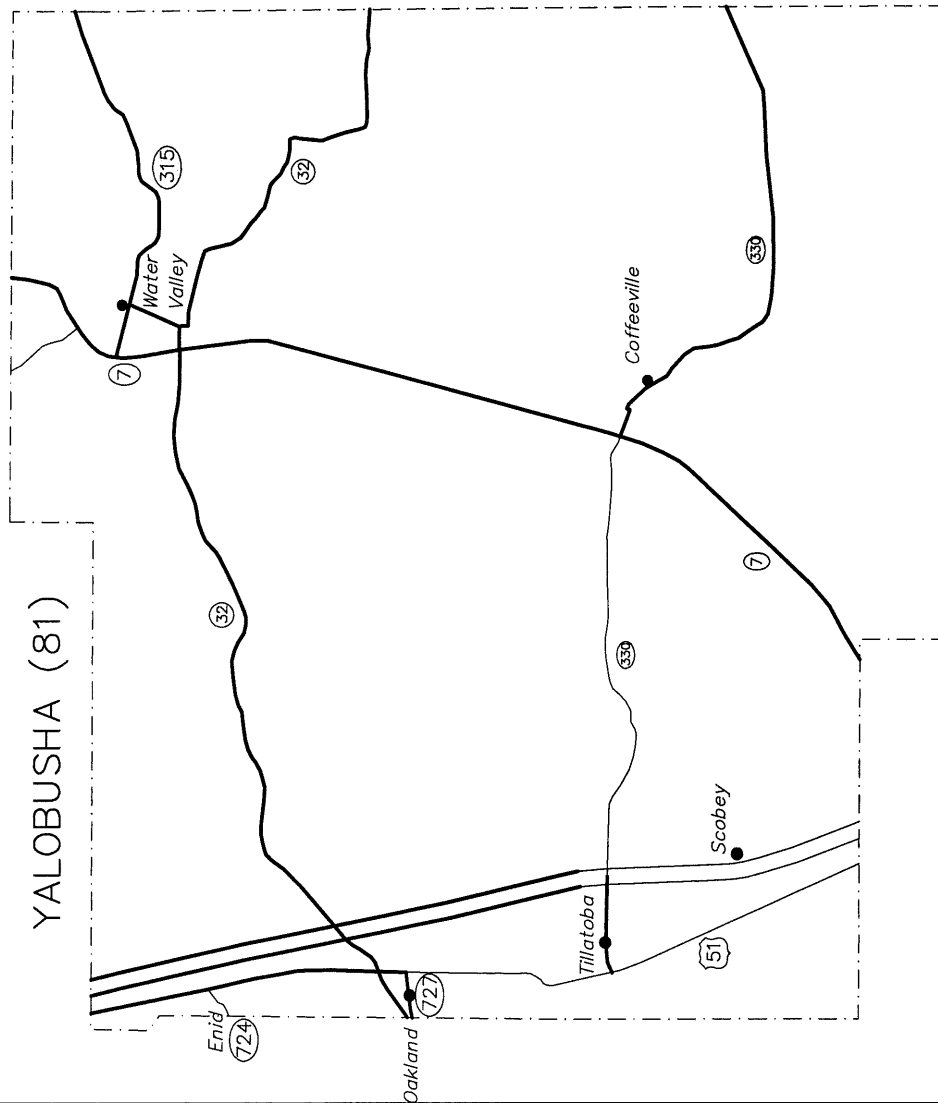 YALOBUSHA (81)
Enid
724
Oakland
727
32
7
Water
Valley
315
32
Tillatoba
51
Scobey
330
7
Coffeeville
330